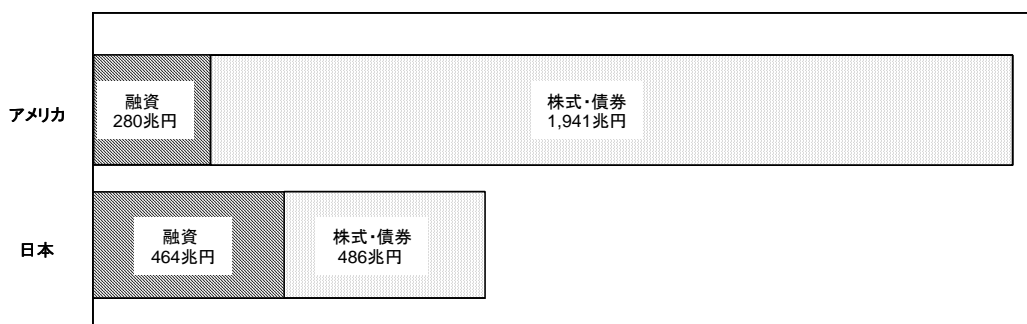 アメリカ
融資
280兆円
株式・債券
1,941兆円
日本
融資
464兆円
株式・債券
486兆円